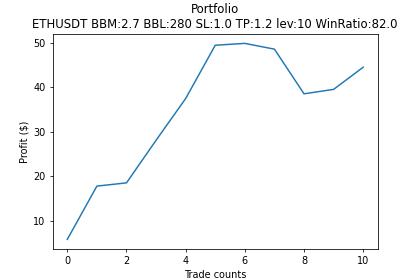 Portfolio
ETHUSDT BBM:2.7 BBL:280 SL:1.0 TP:1.2 lev:10 WinRatio:82.0
50
40
30
20
10
Profit ($)
0 2 4 6 8 10
Trade counts